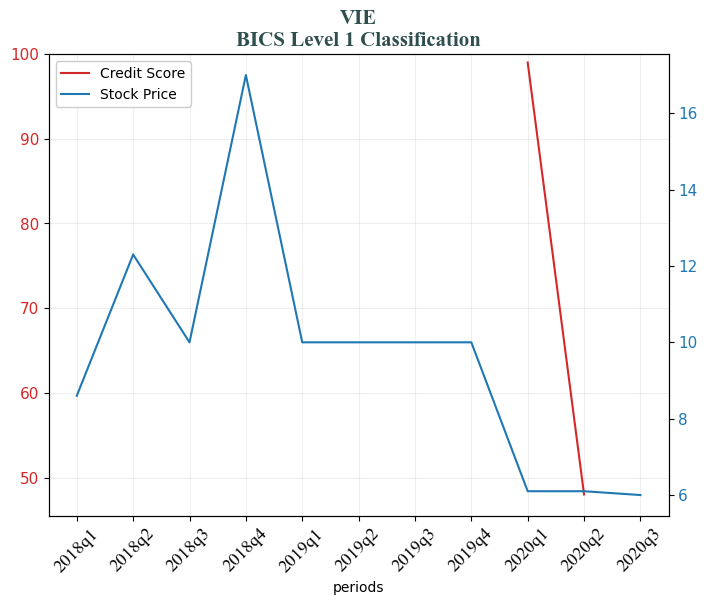 VIE
BICS Level 1 Classification
Credit Score
Stock Price
100
90
80
70
60
50
16
14
12
10
8
6
2018q1
2018q2
2018q3
2018q4
2019q1
2019q2
2019q3
2019q4
2020q1
2020q2
2020q3
periods